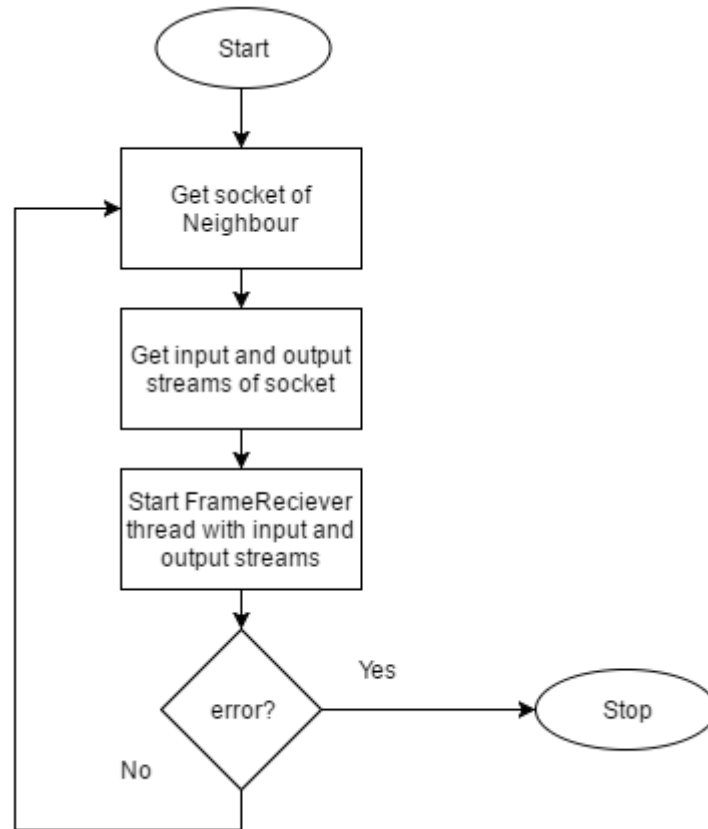 Start
Get socket of
Neighbour
Get input and output
streams of socket
Start FrameReciever
thread with input and
output streams
error?
Yes
Stop
No